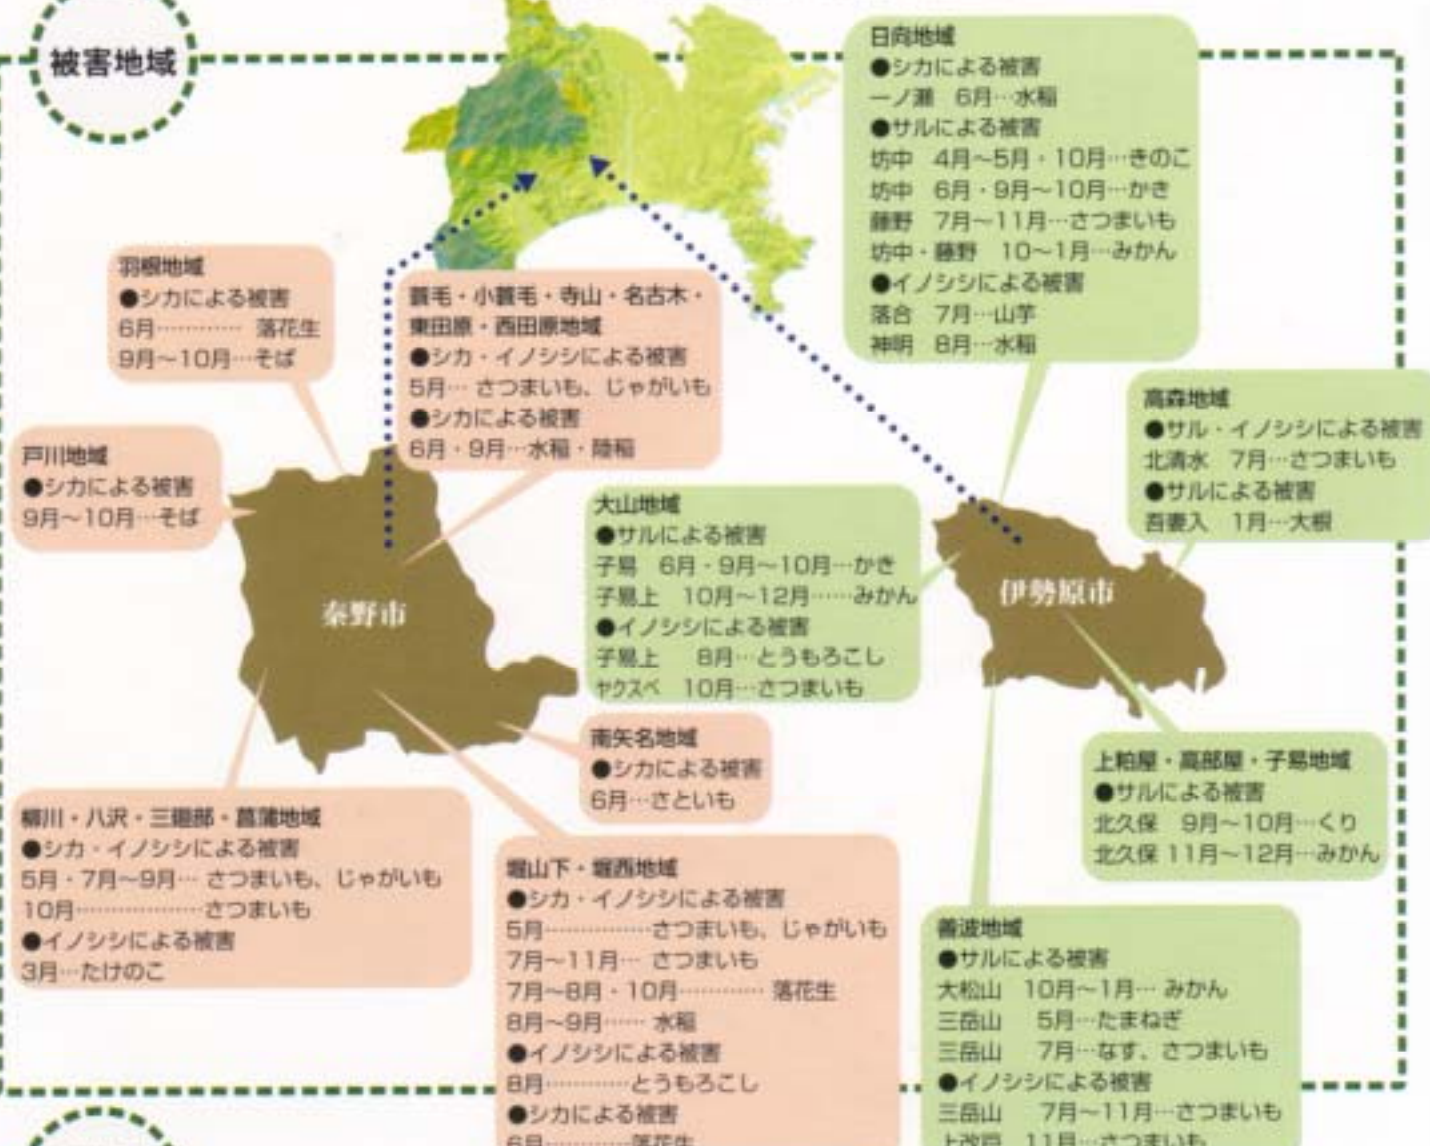 被害地域
日向地域
●シカによる被害
一ノ瀬 6月…水稲
●サルによる被害
坊中 4月〜5月・10月…きのこ
坊中 6月・9月〜10月…かき
藤野 7月〜11月…さつまいも
坊中・藤野 10〜1月…みかん
●イノシシによる被害
落合 7月…山芋
神明 8月…水稲
羽根地域
●シカによる被害
6月………… 落花生
9月〜10月…そば
蓑毛・小蓑毛・寺山・名古木・
東田原・西田原地域
●シカ・イノシシによる被害
5月… さつまいも、じゃがいも
●シカによる被害
6月・9月…水稲・陸稲
高森地域
●サル・イノシシによる被害
北清水 7月…さつまいも
●サルによる被害
吾妻入 1月…大根
戸川地域
●シカによる被害
9月〜10月…そば
大山地域
●サルによる被害
子易 6月・9月〜10月…かき
子易上 10月〜12月……みかん
●イノシシによる被害
子易上 8月…とうもろこし
ヤクスベ 10月…さつまいも
秦野市
伊勢原市
南矢名地域
●シカによる被害
6月…さといも
上粕屋・高部屋・子易地域
●サルによる被害
北久保 9月〜10月…くり
北久保 11月〜12月…みかん
柳川・八沢・三廻部・菖蒲地域
●シカ・イノシシによる被害
5月・7月〜9月… さつまいも、じゃがいも
10月………………さつまいも
●イノシシによる被害
3月…たけのこ
堀山下・堀西地域
●シカ・イノシシによる被害
5月……………さつまいも、じゃがいも
7月〜11月… さつまいも
7月〜8月・10月………… 落花生
8月〜9月…… 水稲
●イノシシによる被害
8月…………とうもろこし
●シカによる被害
6月…………落花生
善波地域
●サルによる被害
大松山 10月〜1月… みかん
三岳山 5月…たまねぎ
三岳山 7月…なす、さつまいも
●イノシシによる被害
三岳山 7月〜11月…さつまいも
上改戸 11月…さつまいも